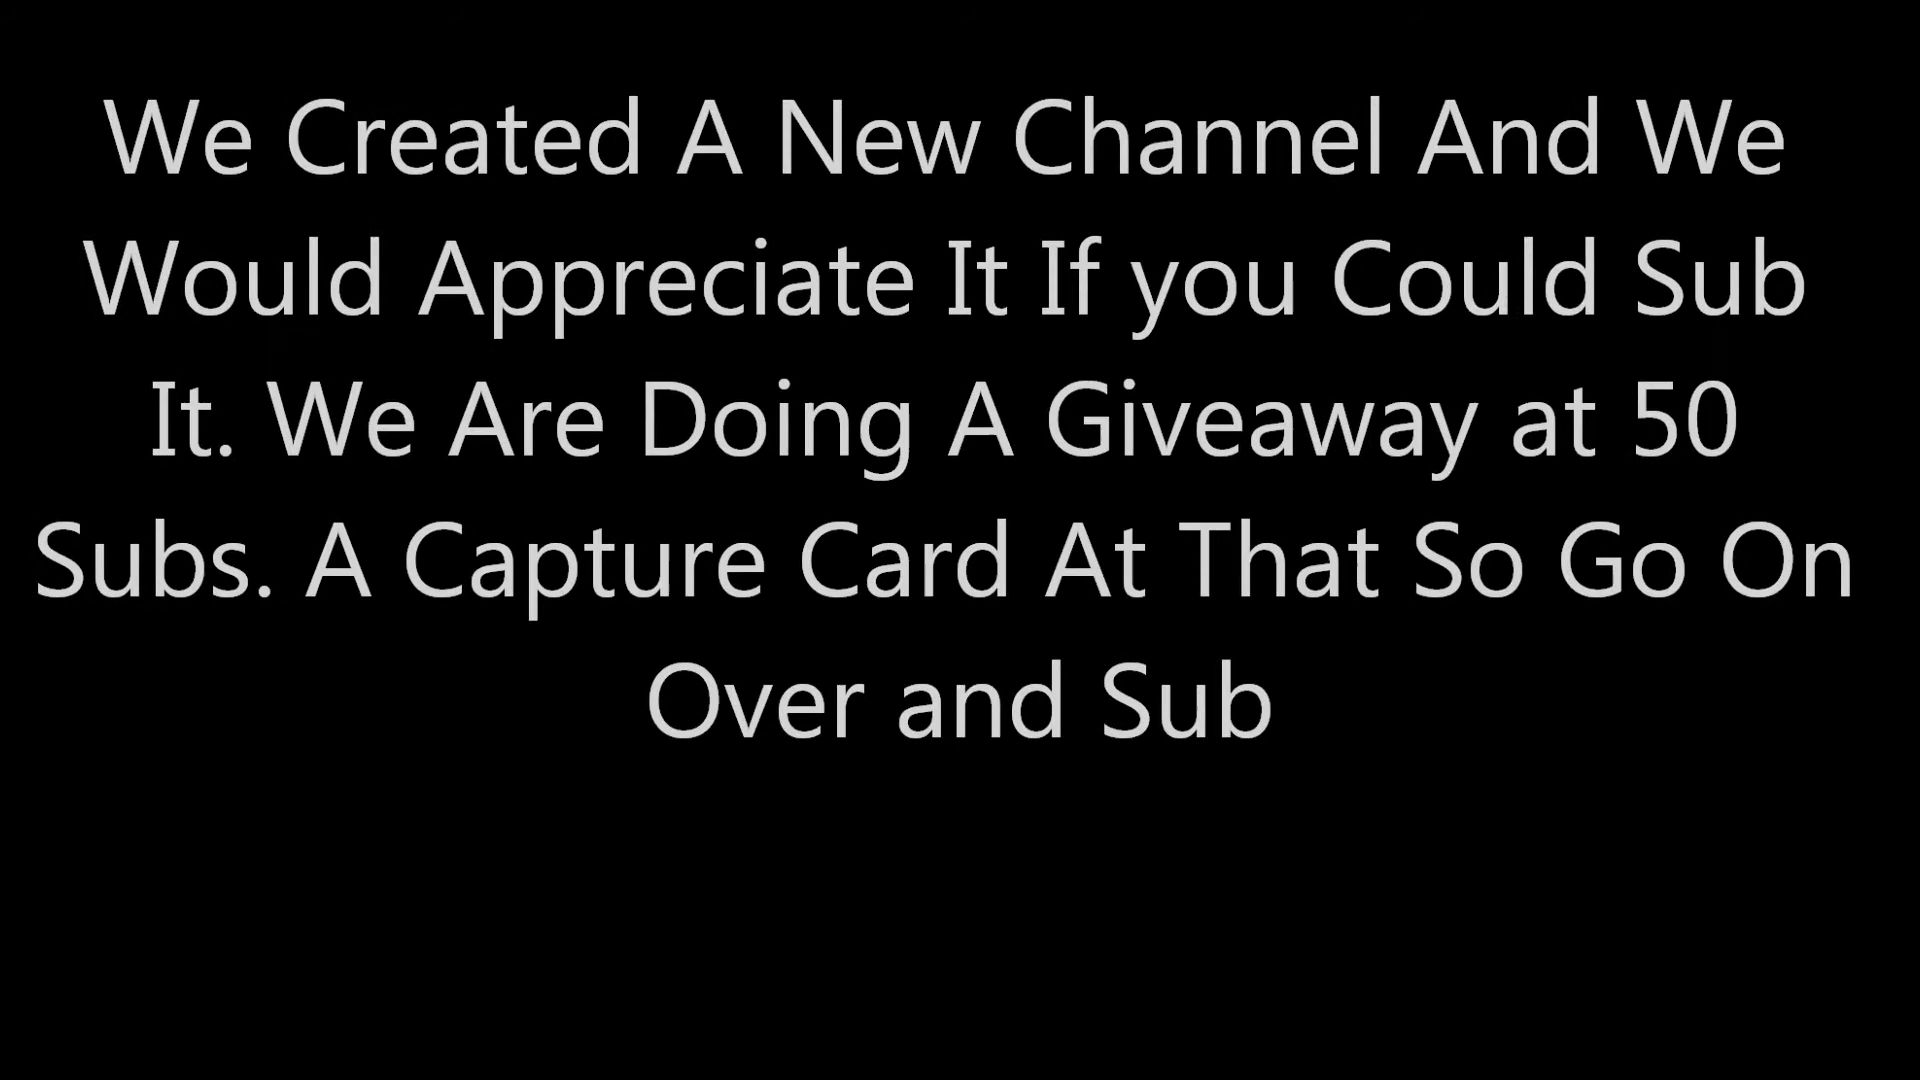 We Created A New Channel And We
Would Appreciate It If you Could Sub
It. We Are Doing A Giveaway at 50
Subs. A Capture Card At That So Go On
Over and Sub